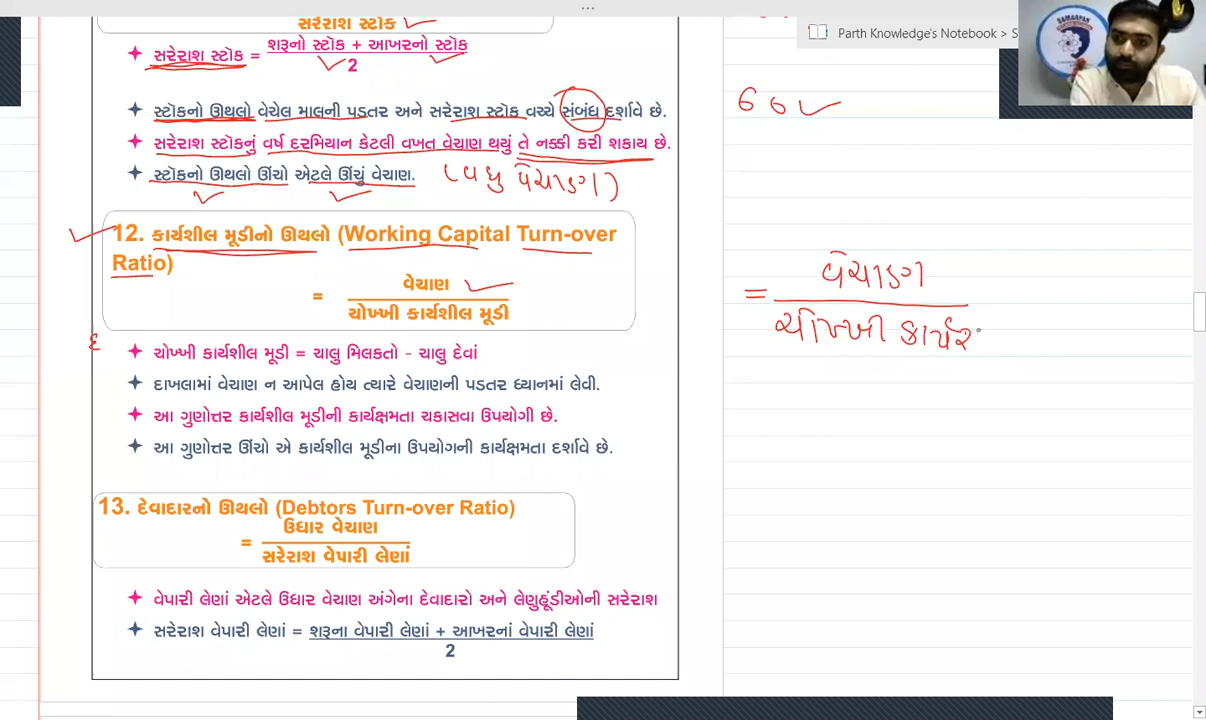 સરેરાશ સ્ટૉક
Parth Knowledge's Notebook > S
SAMARPAN
સરેરાશ સ્ટૉક = શરૂનો સ્ટૉક + આખરનો સ્ટૉક
2
સ્ટૉકનો ઊથલો વેચેલ માલની પડતર અને સરેરાશ સ્ટૉક વચ્ચે સંબંધ દર્શાવે છે.
સરેરાશ સ્ટૉકનું વર્ષ દરમિયાન કેટલી વખત વેચાણ થયું તે નક્કી કરી શકાય છે.
સ્ટૉકનો ઊથલો ઊંચો એટલે ઊંચું વેચાણ. (વધુ વેચાણ)
12. કાર્યશીલ મૂડીનો ઊથલો (Working Capital Turn-over
Ratio)
= વેચાણ
ચોખ્ખી કાર્યશીલ મૂડી
= વેચાણ
ચોખ્ખી કાર્યશ
ચોખ્ખી કાર્યશીલ મૂડી = ચાલુ મિલકતો - ચાલુ દેવાં
દાખલામાં વેચાણ ન આપેલ હોય ત્યારે વેચાણની પડતર ધ્યાનમાં લેવી.
આ ગુણોત્તર કાર્યશીલ મૂડીની કાર્યક્ષમતા ચકાસવા ઉપયોગી છે.
આ ગુણોત્તર ઊંચો એ કાર્યશીલ મૂડીના ઉપયોગની કાર્યક્ષમતા દર્શાવે છે.
13. દેવાદારનો ઊથલો (Debtors Turn-over Ratio)
= ઉધાર વેચાણ
સરેરાશ વેપારી લેણાં
વેપારી લેણાં એટલે ઉધાર વેચાણ અંગેના દેવાદારો અને લેણુહૂંડીઓની સરેરાશ
સરેરાશ વેપારી લેણાં = શરૂના વેપારી લેણાં + આખરનાં વેપારી લેણાં
2